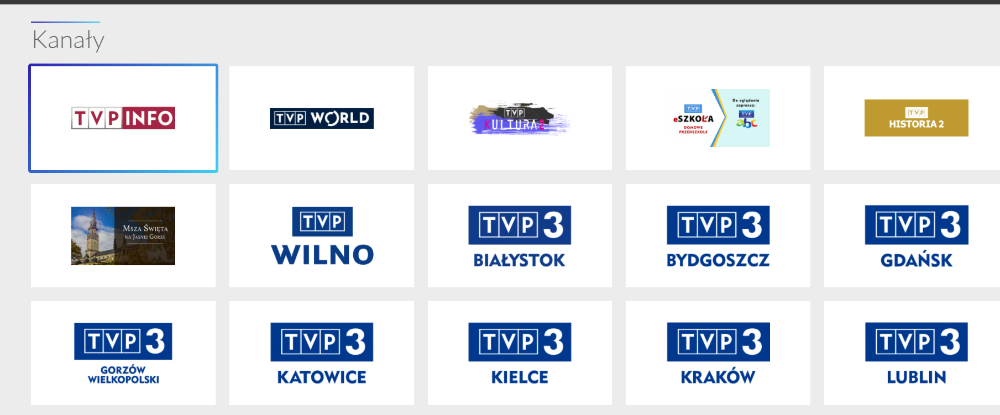 Kanały
TVP INFO
TVP WORLD
TVP
KULTURA 2
TVP
eSZKOŁA
DOMOWE
PRZEDSZKOLE
Do oglądania
zaprasza:
TVP
abc
TVP
HISTORIA 2
MSZA ŚWIĘTA
NA JASNEJ GÓRZE
TVP
WILNO
TVP 3
BIAŁYSTOK
TVP 3
BYDGOSZCZ
TVP 3
GDAŃSK
TVP 3
GORZÓW
WIELKOPOLSKI
TVP 3
KATOWICE
TVP 3
KIELCE
TVP 3
KRAKÓW
TVP 3
LUBLIN